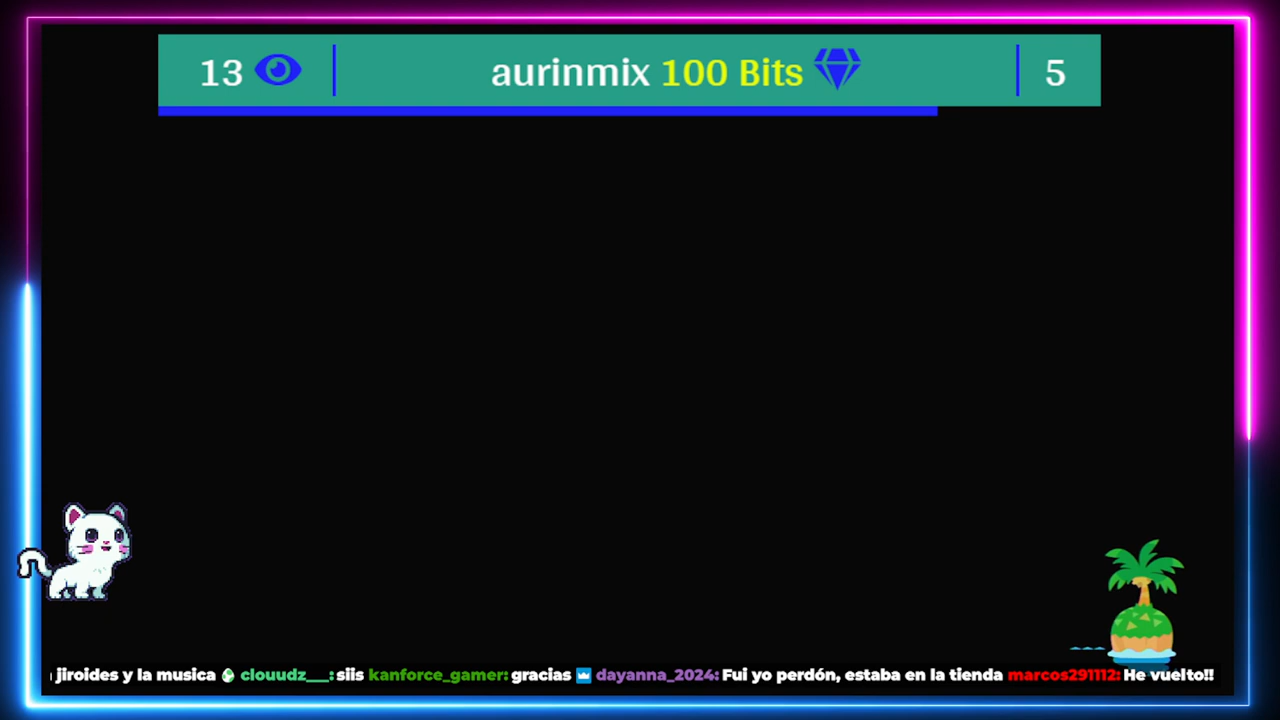 13 aurinmix 100 Bits 5
jiroides y la musica clouudz___: siis kanforce_gamer: gracias dayanna_2024: Fui yo perdón, estaba en la tienda marcos291112: He vuelto!!